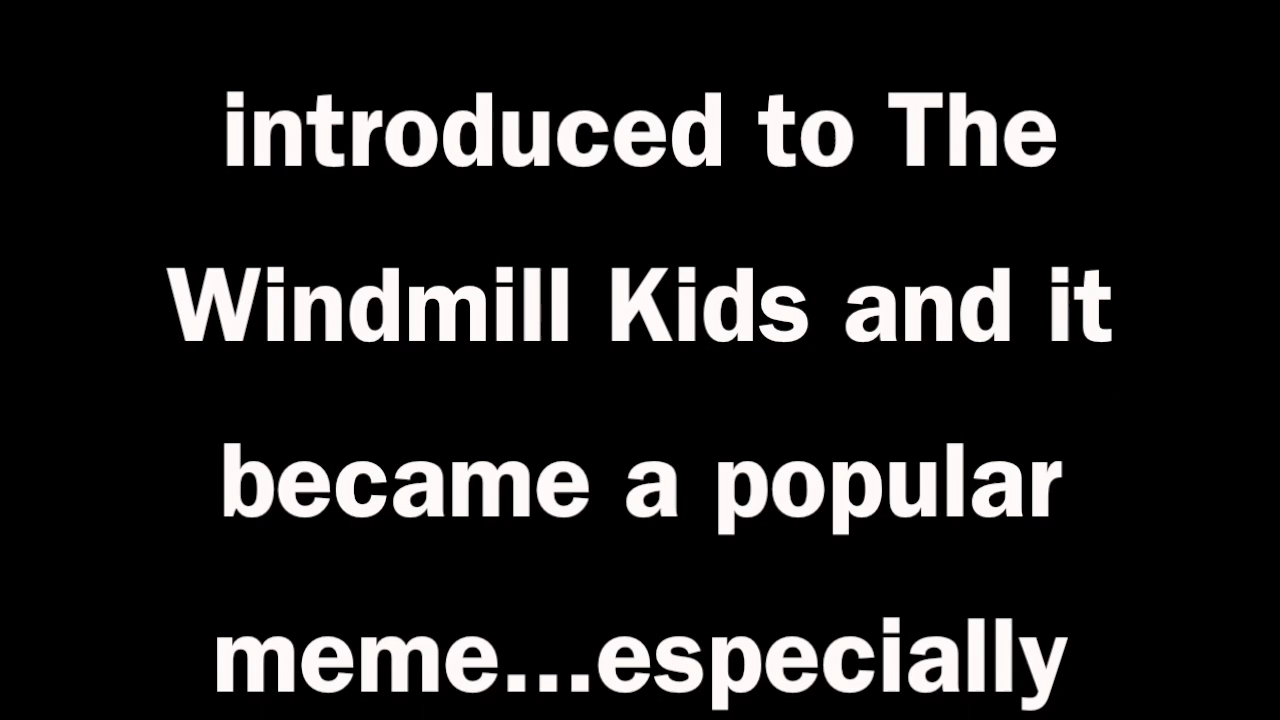 introduced to The
Windmill Kids and it
became a popular
meme...especially